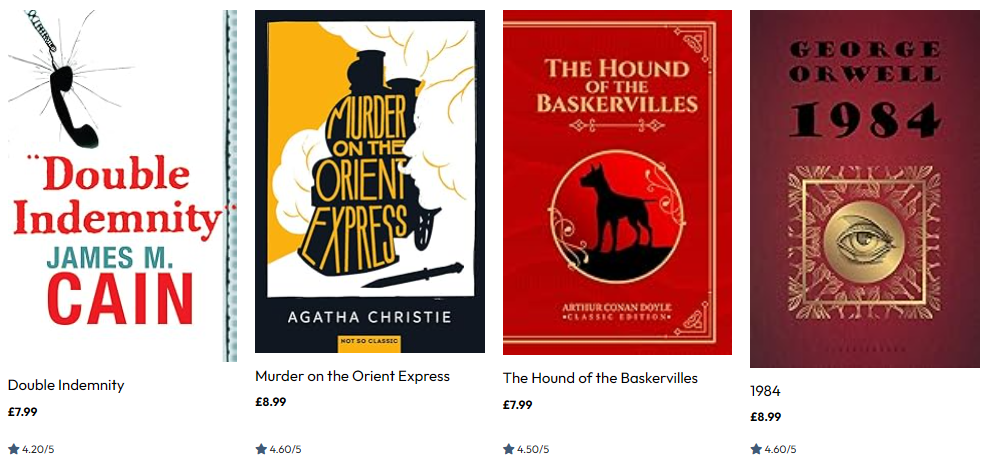 ¨Double
Indemnity¨
JAMES M.
CAIN
Double Indemnity
£7.99
4.20/5
MURDER
ON THE
ORIENT
EXPRESS
AGATHA CHRISTIE
NOT SO CLASSIC
Murder on the Orient Express
£8.99
4.60/5
THE HOUND
OF THE
BASKERVILLES
ARTHUR CONAN DOYLE
•CLASSIC EDITION•
The Hound of the Baskervilles
£7.99
4.50/5
GEORGE
ORWELL
1984
1984
£8.99
4.60/5